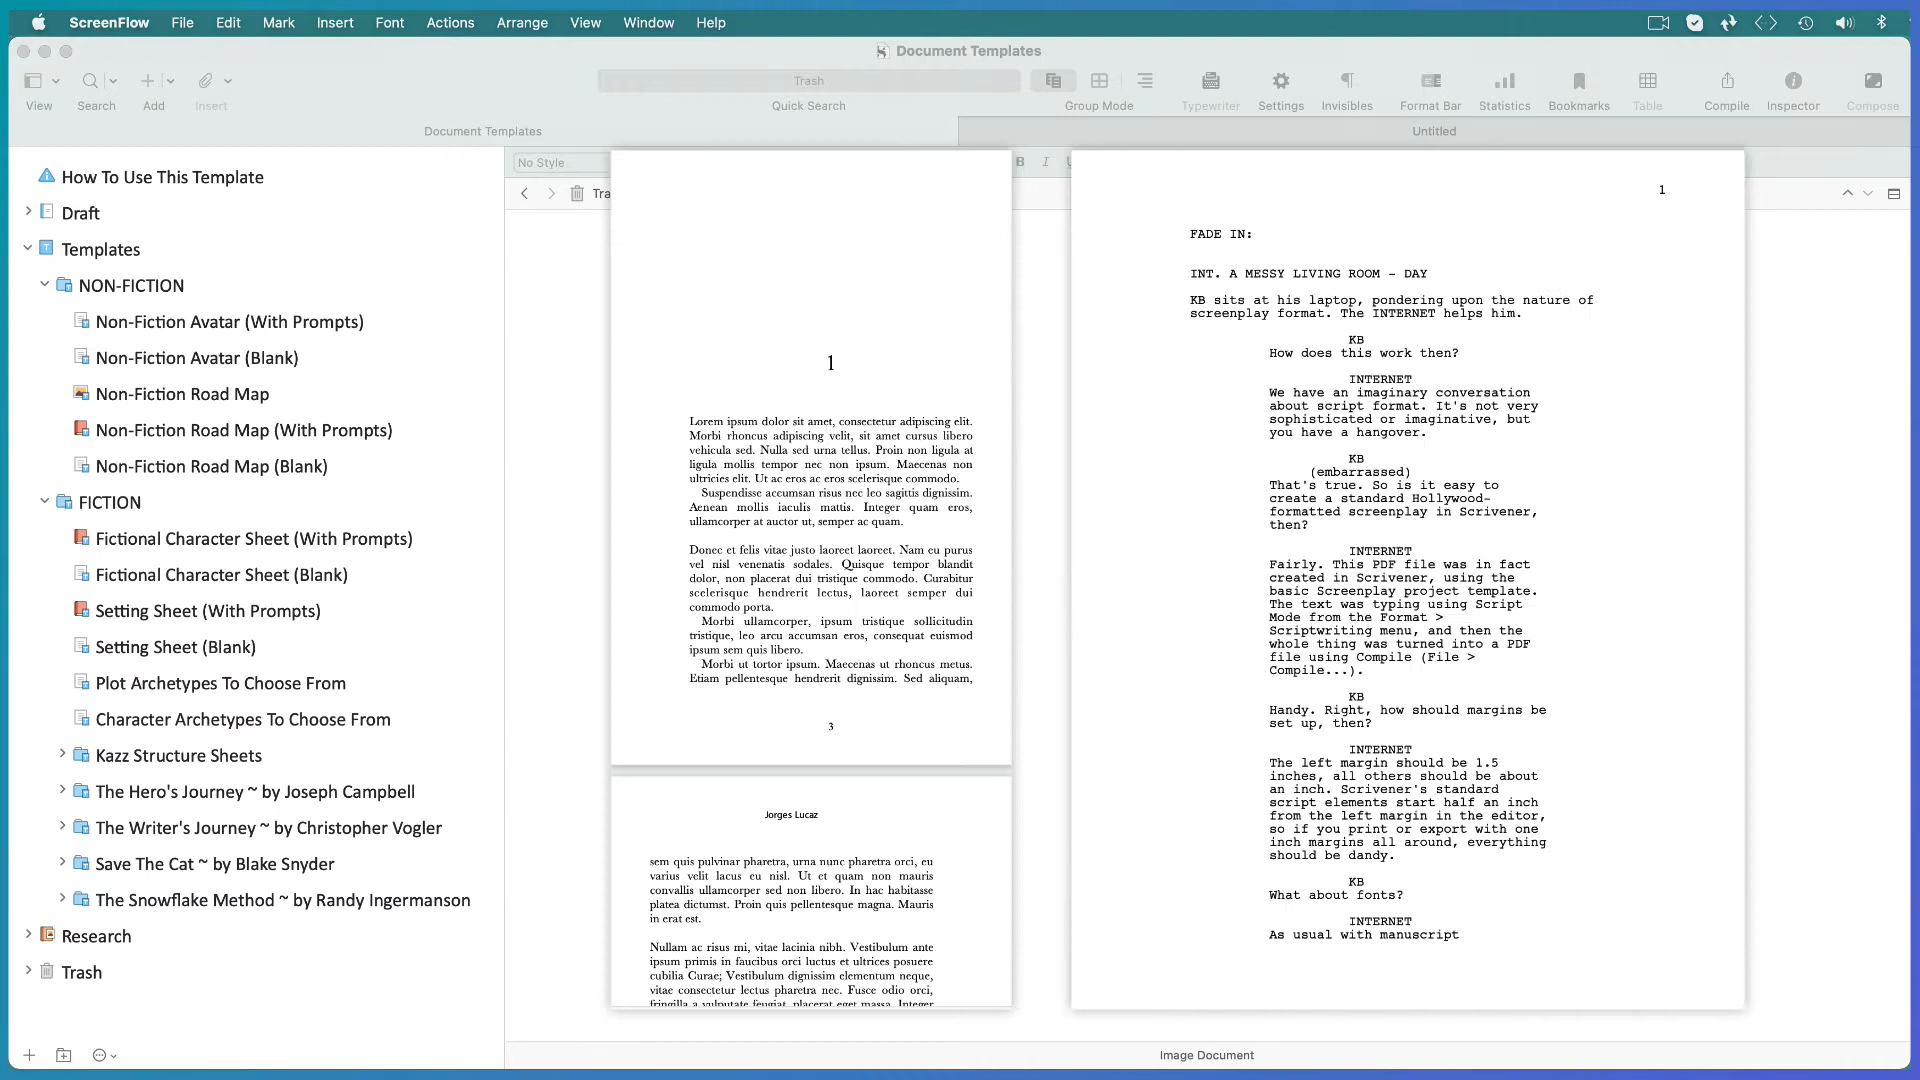 ScreenFlow File Edit Mark Insert Font Actions Arrange View Window Help
Document Templates
Trash
View Search Add Insert Quick Search Group Mode Typewriter Settings Invisibles Format Bar Statistics Bookmarks Table Compile Inspector Compose
Document Templates
Untitled
How To Use This Template
Draft
Templates
NON-FICTION
Non-Fiction Avatar (With Prompts)
Non-Fiction Avatar (Blank)
Non-Fiction Road Map
Non-Fiction Road Map (With Prompts)
Non-Fiction Road Map (Blank)
FICTION
Fictional Character Sheet (With Prompts)
Fictional Character Sheet (Blank)
Setting Sheet (With Prompts)
Setting Sheet (Blank)
Plot Archetypes To Choose From
Character Archetypes To Choose From
Kazz Structure Sheets
The Hero's Journey ~ by Joseph Campbell
The Writer's Journey ~ by Christopher Vogler
Save The Cat ~ by Blake Snyder
The Snowflake Method ~ by Randy Ingermanson
Research
Trash
No Style
B I U
Tra
1
Lorem ipsum dolor sit amet, consectetur adipiscing elit.
Morbi rhoncus adipiscing velit, sit amet cursus libero
vehicula sed. Nulla sed urna tellus. Proin non ligula at
ligula mollis tempor nec non ipsum. Maecenas non
ultricies elit. Ut ac eros ac eros scelerisque commodo.
Suspendisse accumsan risus nec leo sagittis dignissim.
Aenean mollis iaculis mattis. Integer quam eros,
ullamcorper at auctor ut, semper ac quam.
Donec et felis vitae justo laoreet laoreet. Nam eu purus
vel nisl venenatis sodales. Quisque tempor blandit
dolor, non placerat dui tristique commodo. Curabitur
scelerisque hendrerit lectus, laoreet semper dui
commodo porta.
Morbi ullamcorper, ipsum tristique sollicitudin
tristique, leo arcu accumsan eros, consequat euismod
ipsum sem quis libero.
Morbi ut tortor ipsum. Maecenas ut rhoncus metus.
Etiam pellentesque hendrerit dignissim. Sed aliquam,
3
Jorges Lucaz
sem quis pulvinar pharetra, urna nunc pharetra orci, eu
varius velit lacus eu nisl. Ut et quam non mauris
convallis ullamcorper sed non libero. In hac habitasse
platea dictumst. Proin quis pellentesque magna. Mauris
in erat est.
Nullam ac risus mi, vitae lacinia nibh. Vestibulum ante
ipsum primis in faucibus orci luctus et ultrices posuere
cubilia Curae; Vestibulum dignissim elementum neque,
vitae consectetur lectus pharetra nec. Fusce odio orci,
fringilla a vulputate feugiat, placerat eget massa. Integer
1
FADE IN:
INT. A MESSY LIVING ROOM - DAY
KB sits at his laptop, pondering upon the nature of
screenplay format. The INTERNET helps him.
KB
How does this work then?
INTERNET
We have an imaginary conversation
about script format. It's not very
sophisticated or imaginative, but
you have a hangover.
KB
(embarrassed)
That's true. So is it easy to
create a standard Hollywood-
formatted screenplay in Scrivener,
then?
INTERNET
Fairly. This PDF file was in fact
created in Scrivener, using the
basic Screenplay project template.
The text was typing using Script
Mode from the Format >
Scriptwriting menu, and then the
whole thing was turned into a PDF
file using Compile (File >
Compile...).
KB
Handy. Right, how should margins be
set up, then?
INTERNET
The left margin should be 1.5
inches, all others should be about
an inch. Scrivener's standard
script elements start half an inch
from the left margin in the editor,
so if you print or export with one
inch margins all around, everything
should be dandy.
KB
What about fonts?
INTERNET
As usual with manuscript
Image Document